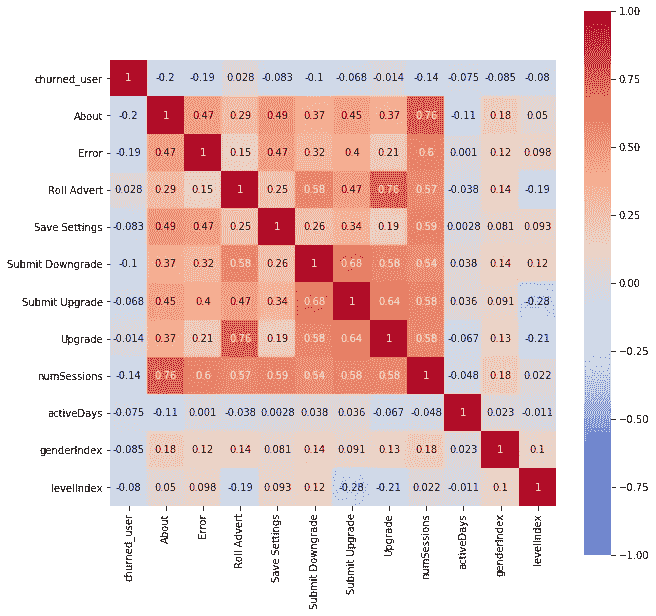 churned_user 1 -0.2 -0.19 0.028 -0.083 -0.1 -0.068 -0.014 -0.14 -0.075 -0.085 -0.08
About -0.2 1 0.47 0.29 0.49 0.37 0.45 0.37 0.76 -0.11 0.18 0.05
Error -0.19 0.47 1 0.15 0.47 0.32 0.4 0.21 0.6 0.001 0.12 0.098
Roll Advert 0.028 0.29 0.15 1 0.25 0.58 0.47 0.76 0.57 -0.038 0.14 -0.19
Save Settings -0.083 0.49 0.47 0.25 1 0.26 0.34 0.19 0.59 0.0028 0.081 0.093
Submit Downgrade -0.1 0.37 0.32 0.58 0.26 1 0.68 0.58 0.54 0.038 0.14 0.12
Submit Upgrade -0.068 0.45 0.4 0.47 0.34 0.68 1 0.64 0.58 0.036 0.091 -0.28
Upgrade -0.014 0.37 0.21 0.76 0.19 0.58 0.64 1 0.58 -0.067 0.13 -0.21
numSessions -0.14 0.76 0.6 0.57 0.59 0.54 0.58 0.58 1 -0.048 0.18 0.022
activeDays -0.075 -0.11 0.001 -0.038 0.0028 0.038 0.036 -0.067 -0.048 1 0.023 -0.011
genderIndex -0.085 0.18 0.12 0.14 0.081 0.14 0.091 0.13 0.18 0.023 1 0.1
levelIndex -0.08 0.05 0.098 -0.19 0.093 0.12 -0.28 -0.21 0.022 -0.011 0.1 1
churned_user
About
Error
Roll Advert
Save Settings
Submit Downgrade
Submit Upgrade
Upgrade
numSessions
activeDays
genderIndex
levelIndex
1.00
0.75
0.50
0.25
0.00
−0.25
−0.50
−0.75
−1.00